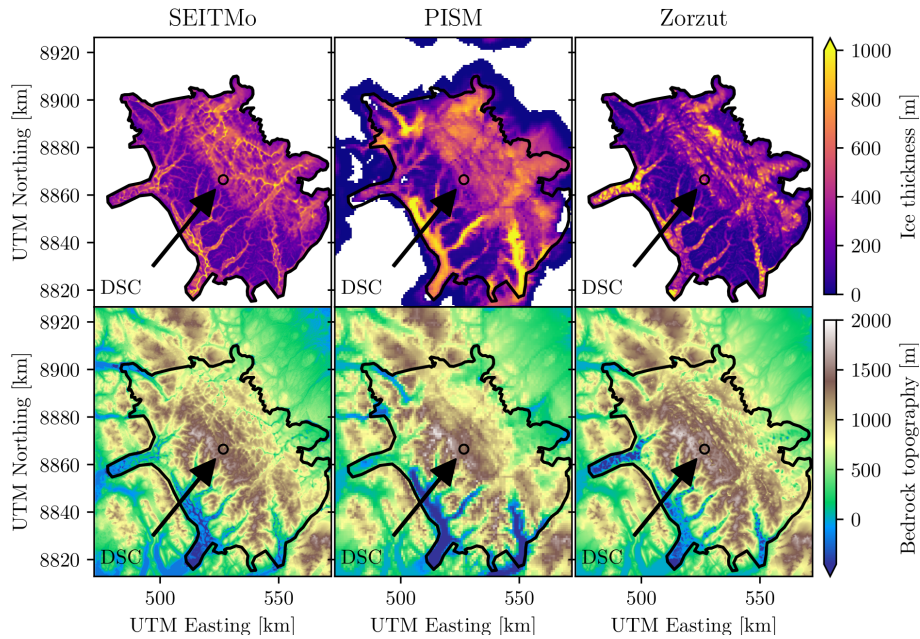 SEITMo
PISM
Zorzut
8920
8900
8880
8860
8840
8820
UTM Northing [km]
DSC
DSC
DSC
1000
800
600
400
200
0
Ice thickness [m]
8920
8900
8880
8860
8840
8820
UTM Northing [km]
DSC
DSC
DSC
2000
1500
1000
500
0
Bedrock topography [m]
500
550
500
550
500
550
UTM Easting [km]
UTM Easting [km]
UTM Easting [km]